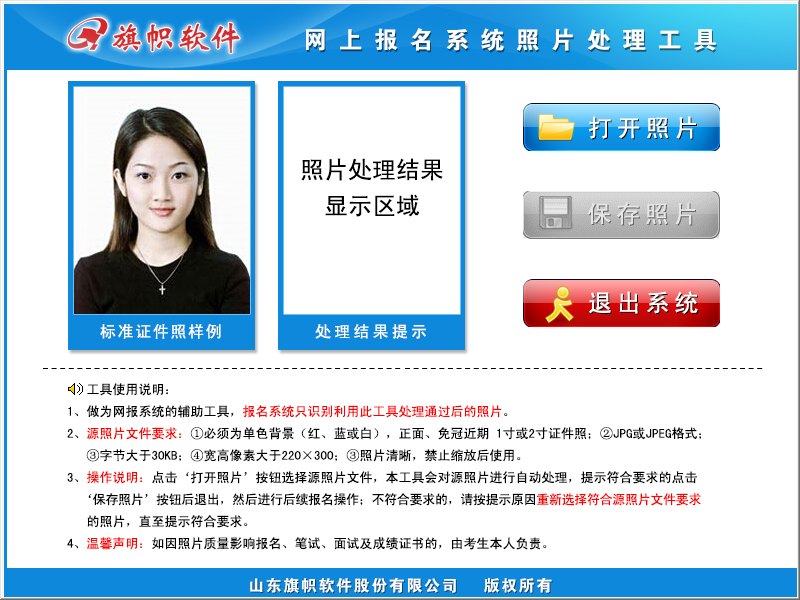 旗帜软件
网上报名系统照片处理工具
照片处理结果
显示区域
标准证件照样例
处理结果提示
打开照片
保存照片
退出系统
工具使用说明：
1、做为网报系统的辅助工具，报名系统只识别利用此工具处理通过后的照片。
2、源照片文件要求：①必须为单色背景（红、蓝或白），正面、免冠近期 1寸或2寸证件照；②JPG或JPEG格式；
③字节大于30KB；④宽高像素大于220×300；③照片清晰，禁止缩放后使用。
3、操作说明：点击‘打开照片’按钮选择源照片文件，本工具会对源照片进行自动处理，提示符合要求的点击
‘保存照片’按钮后退出，然后进行后续报名操作；不符合要求的，请按提示原因重新选择符合源照片文件要求
的照片，直至提示符合要求。
4、温馨声明：如因照片质量影响报名、笔试、面试及成绩证书的，由考生本人负责。
山东旗帜软件股份有限公司 版权所有